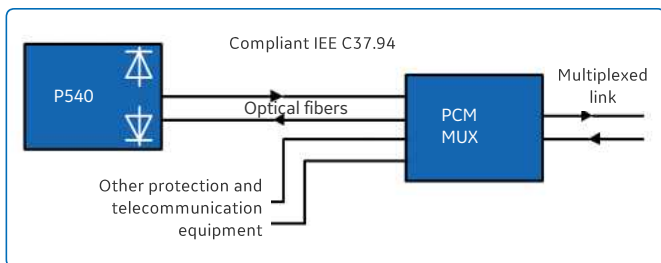 Compliant IEE C37.94
P540
Optical fibers
PCM
MUX
Multiplexed
link
Other protection and
telecommunication
equipment